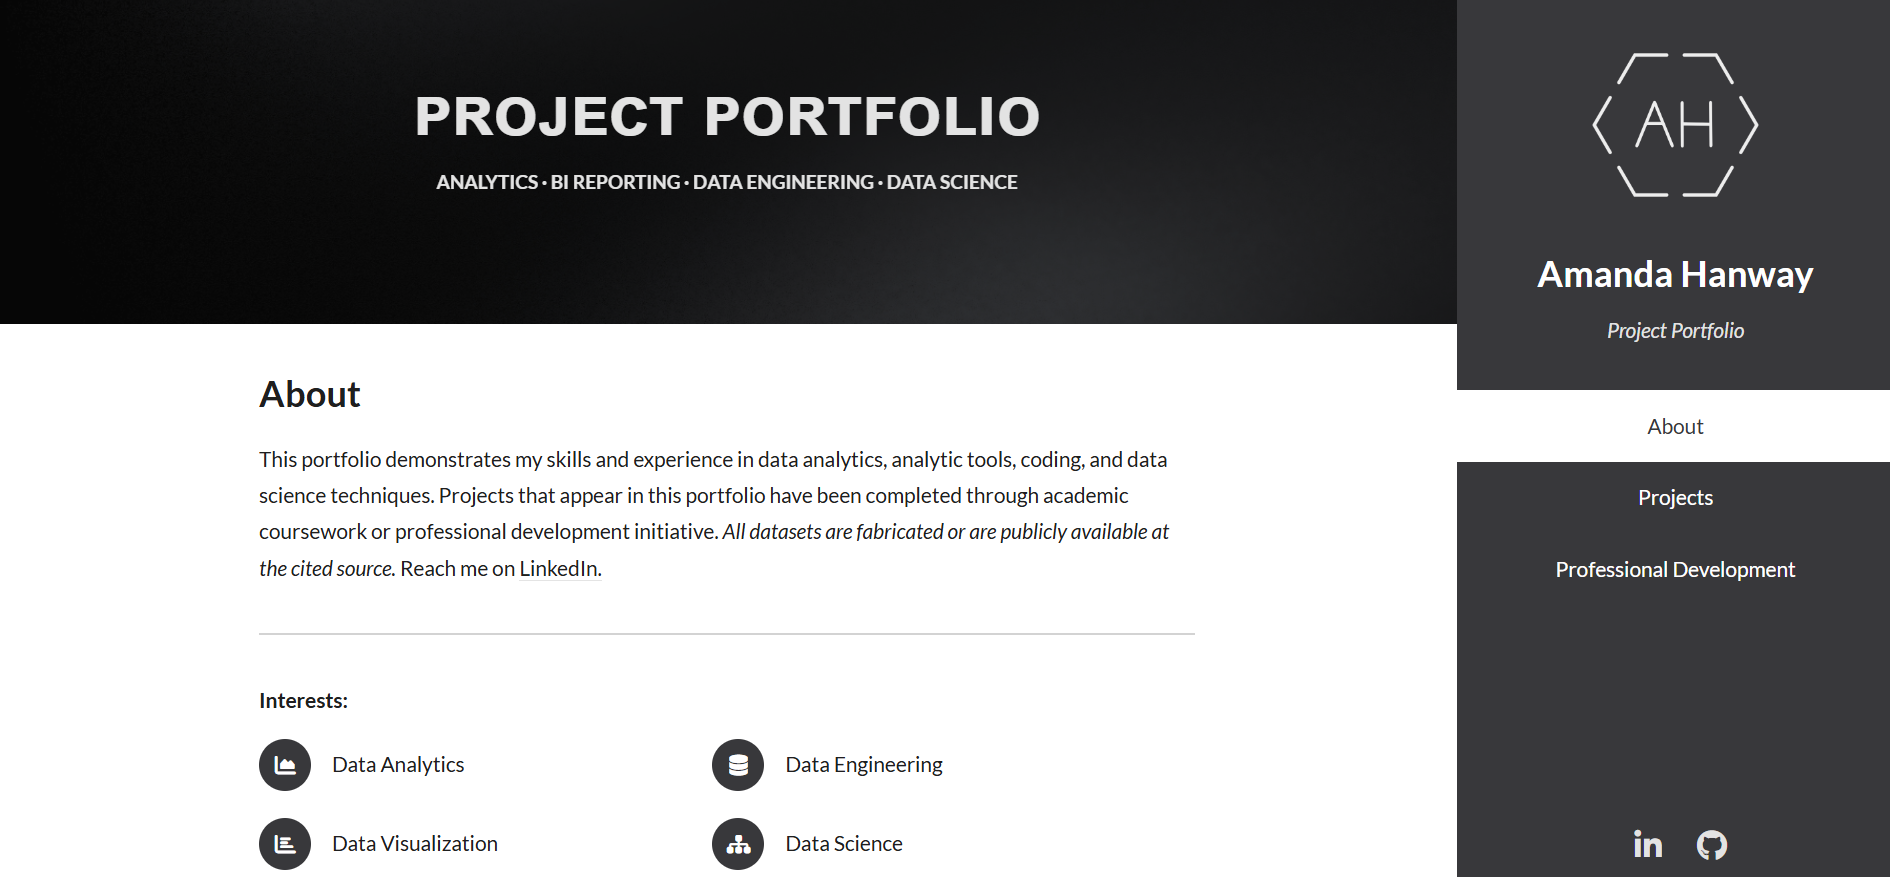 PROJECT PORTFOLIO
ANALYTICS · BI REPORTING · DATA ENGINEERING · DATA SCIENCE
About
This portfolio demonstrates my skills and experience in data analytics, analytic tools, coding, and data
science techniques. Projects that appear in this portfolio have been completed through academic
coursework or professional development initiative. All datasets are fabricated or are publicly available at
the cited source. Reach me on LinkedIn.
Interests:
Data Analytics
Data Engineering
Data Visualization
Data Science
AH
Amanda Hanway
Project Portfolio
About
Projects
Professional Development
in